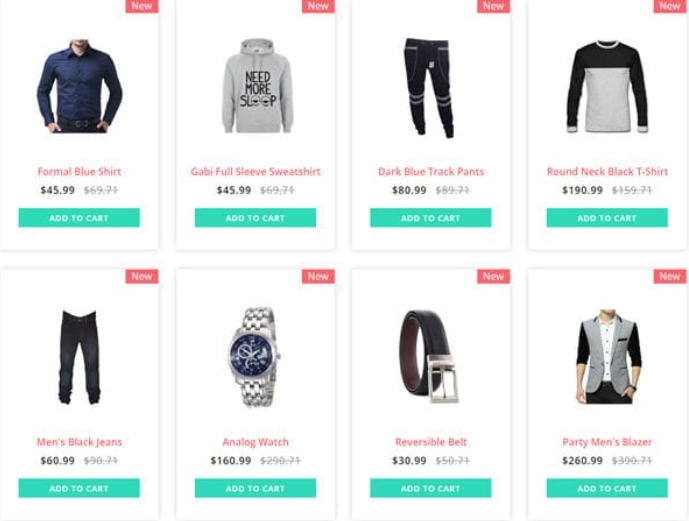 New New New New
NEED
MORE
SLOOP
Formal Blue Shirt Gabi Full Sleeve Sweatshirt Dark Blue Track Pants Round Neck Black T-Shirt
$45.99 $69.71 $45.99 $69.71 $80.99 $89.71 $190.99 $159.71
ADD TO CART ADD TO CART ADD TO CART ADD TO CART
New New New New
Men's Black Jeans Analog Watch Reversible Belt Party Men's Blazer
$60.99 $90.71 $160.99 $290.71 $30.99 $50.71 $260.99 $390.71
ADD TO CART ADD TO CART ADD TO CART ADD TO CART